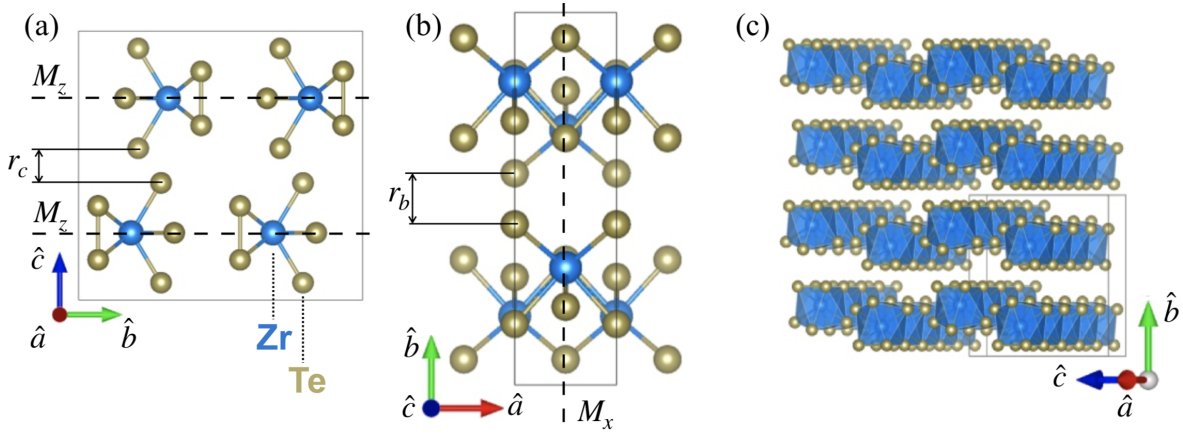 (a)
M_z
r_c
M_z
ĉ
â
b̂
Zr
Te
(b)
r_b
b̂
ĉ
â
M_x
(c)
b̂
ĉ
â